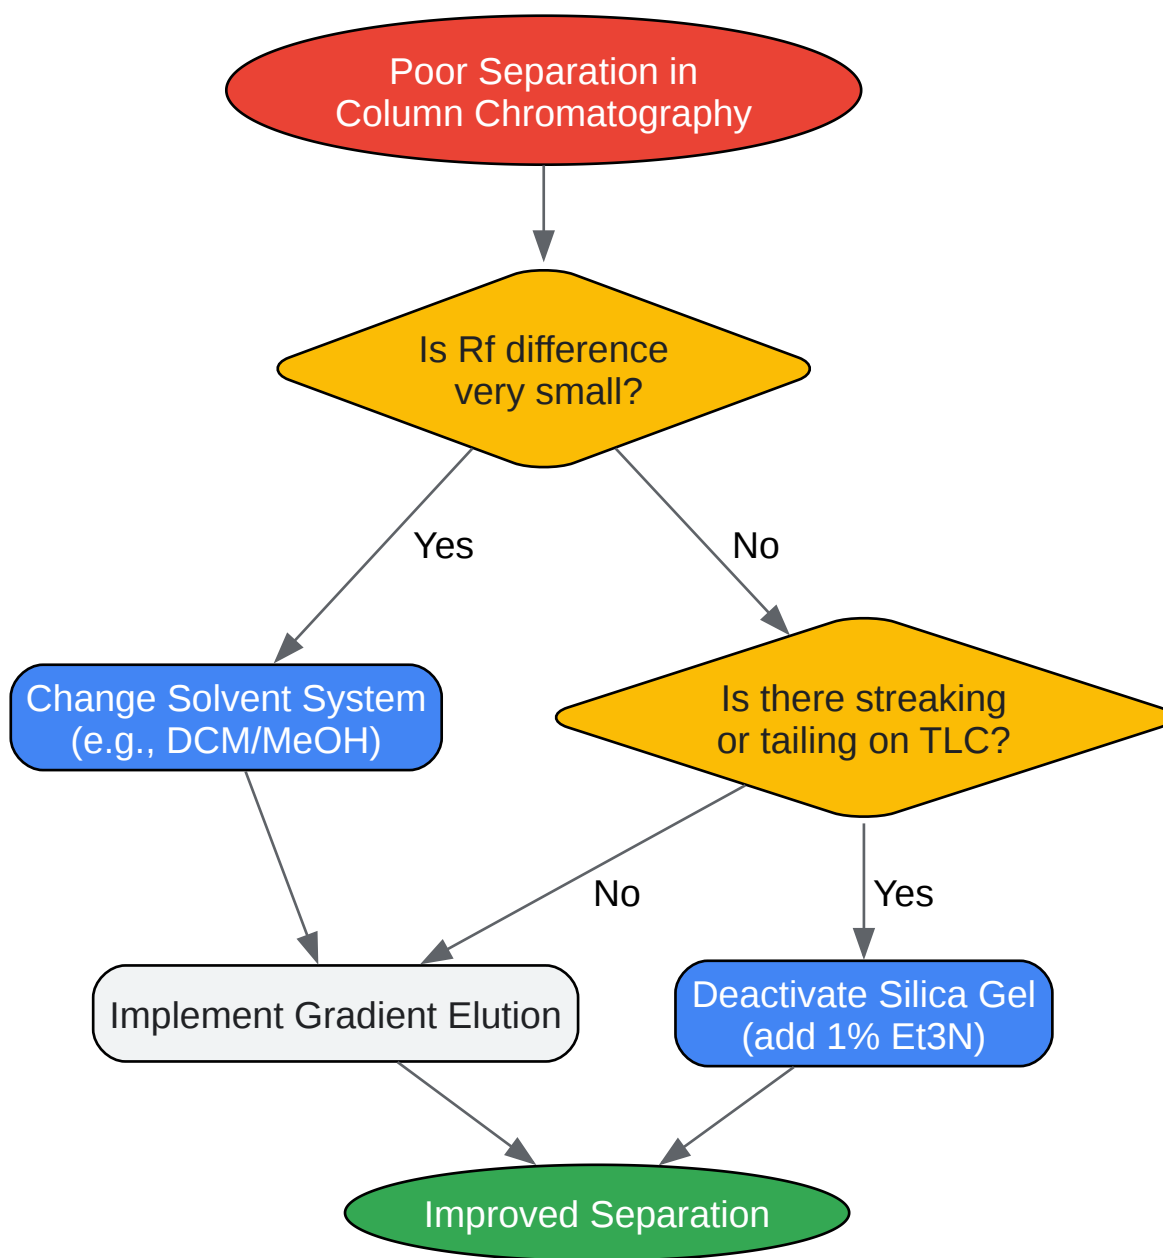 Poor Separation in
Column Chromatography
Is Rf difference
very small?
Yes
No
Change Solvent System
(e.g., DCM/MeOH)
Is there streaking
or tailing on TLC?
No
Yes
Implement Gradient Elution
Deactivate Silica Gel
(add 1% Et3N)
Improved Separation